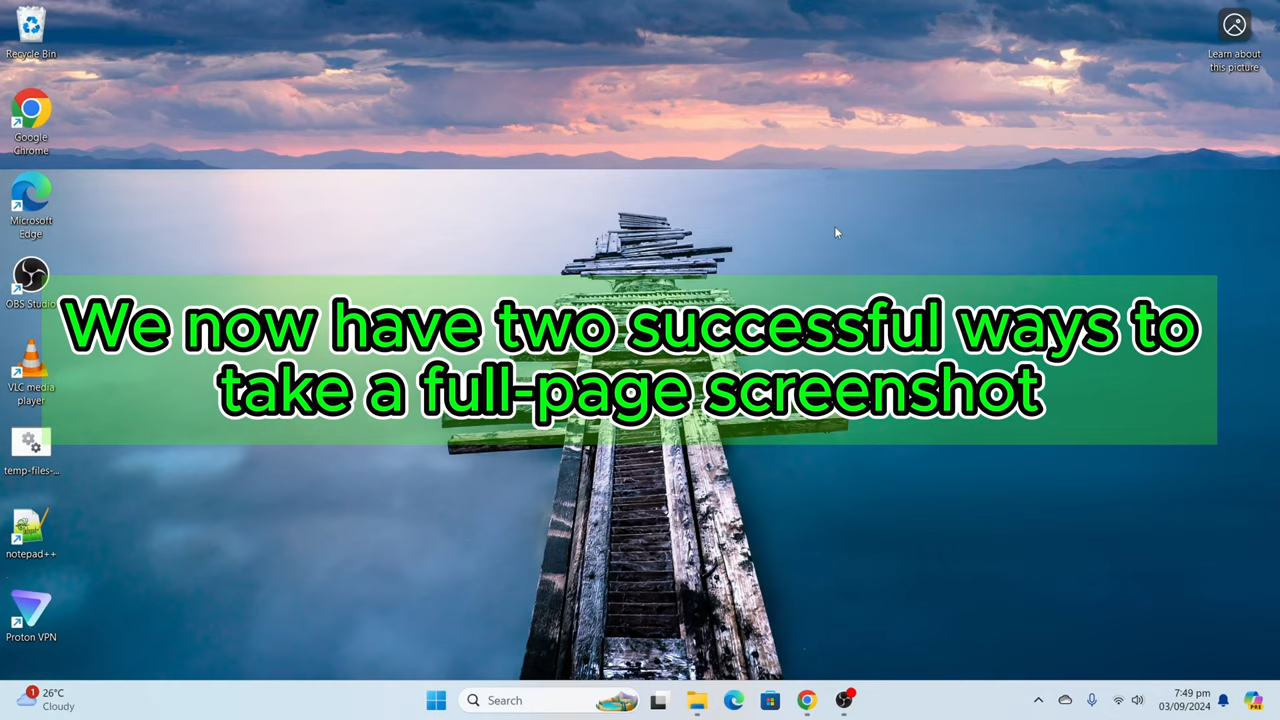 Recycle Bin
Learn about
this picture
Google
Chrome
Microsoft
Edge
OBS Studio
We now have two successful ways to
take a full-page screenshot
VLC media
player
temp-files-...
notepad++
Proton VPN
1
26°C
Cloudy
Search
7:49 pm
03/09/2024
PRE